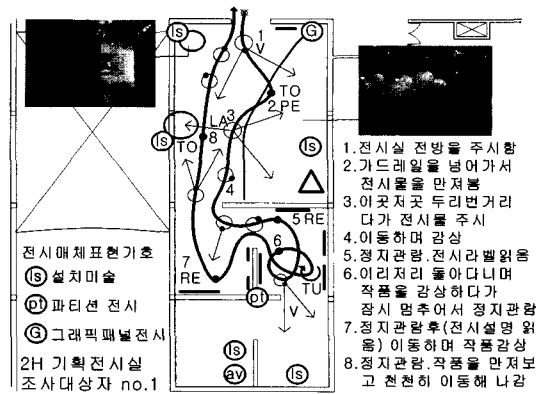 Is
G
1
V
TO
2 PE
LA 3
Is
TO 8
Is
4
5 RE
6
7
RE
TU
pt
V
Is
av
Is
전시매체표현기호
Is 설치미술
pt 파티션 전시
G 그래픽패널전시
2H 기획전시실
조사대상자 no.1
1.전시실 전방을 주시함
2.가드레일을 넘어가서
전시물을 만져봄
3.이곳저곳 두리번거리
다가 전시물 주시
4.이동하며 감상
5.정지관람.전시라벨읽음
6.이리저리 돌아다니며
작품을 감상하다가
잠시 멈추어서 정지관람
7.정지관람후(전시설명 읽
음) 이동하며 작품감상
8.정지관람.작품을 만져보
고 천천히 이동해 나감